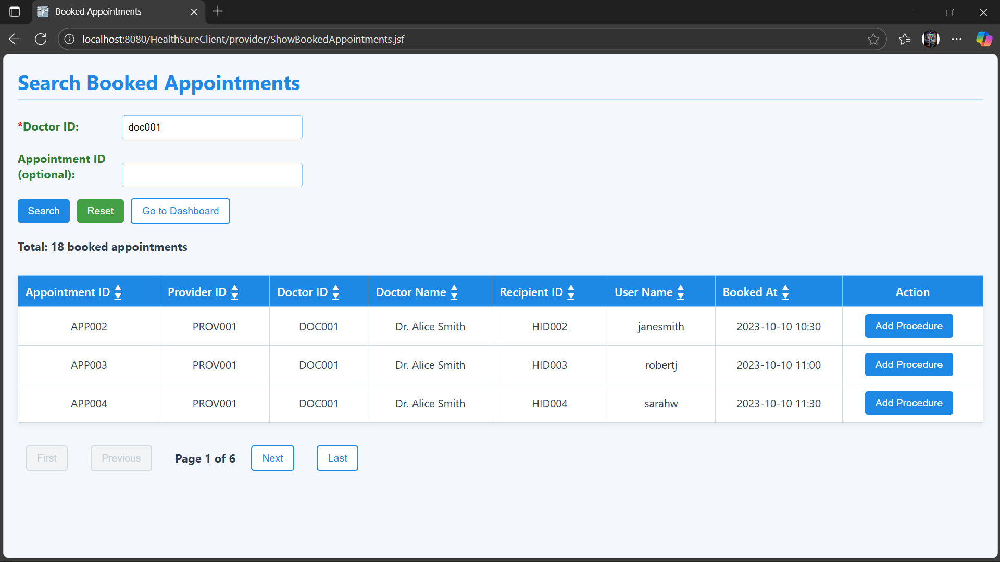 Booked Appointments
localhost:8080/HealthSureClient/provider/ShowBookedAppointments.jsf
Search Booked Appointments
*Doctor ID:
doc001
Appointment ID
(optional):
Search Reset Go to Dashboard
Total: 18 booked appointments
Appointment ID Provider ID Doctor ID Doctor Name Recipient ID User Name Booked At Action
APP002 PROV001 DOC001 Dr. Alice Smith HID002 janesmith 2023-10-10 10:30 Add Procedure
APP003 PROV001 DOC001 Dr. Alice Smith HID003 robertj 2023-10-10 11:00 Add Procedure
APP004 PROV001 DOC001 Dr. Alice Smith HID004 sarahw 2023-10-10 11:30 Add Procedure
First Previous Page 1 of 6 Next Last